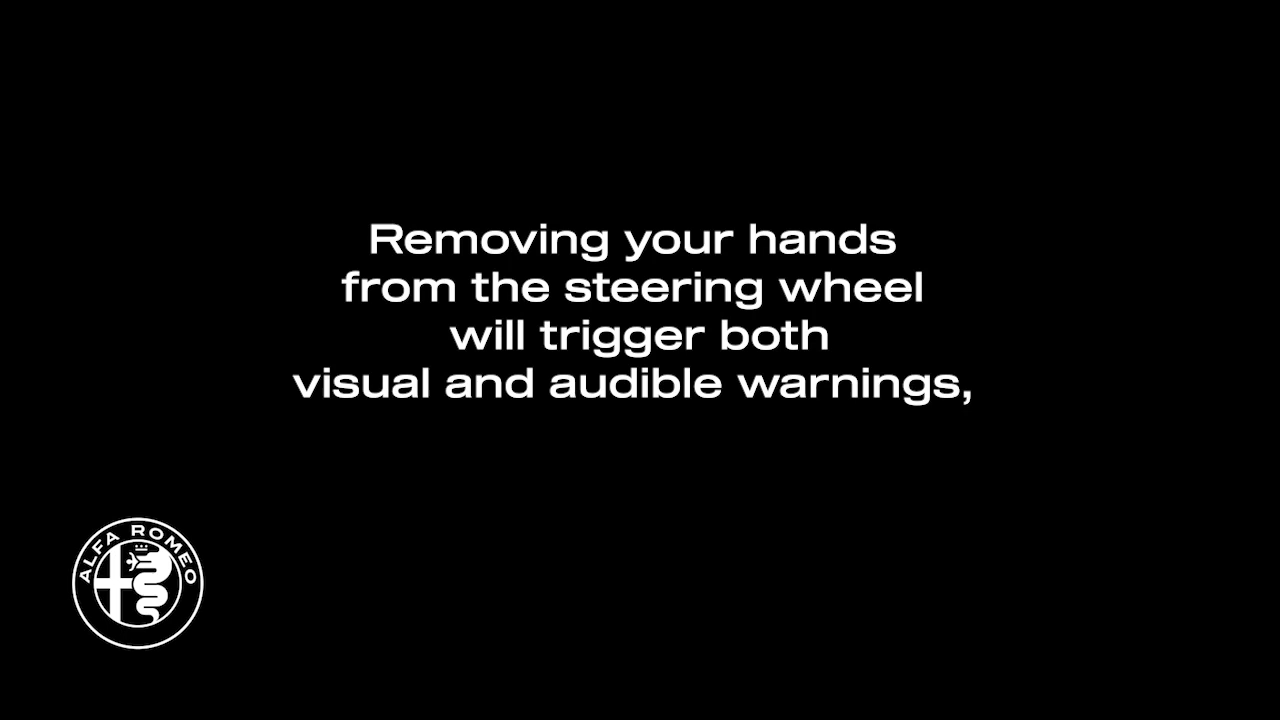 Removing your hands
from the steering wheel
will trigger both
visual and audible warnings,
ALFA ROMEO